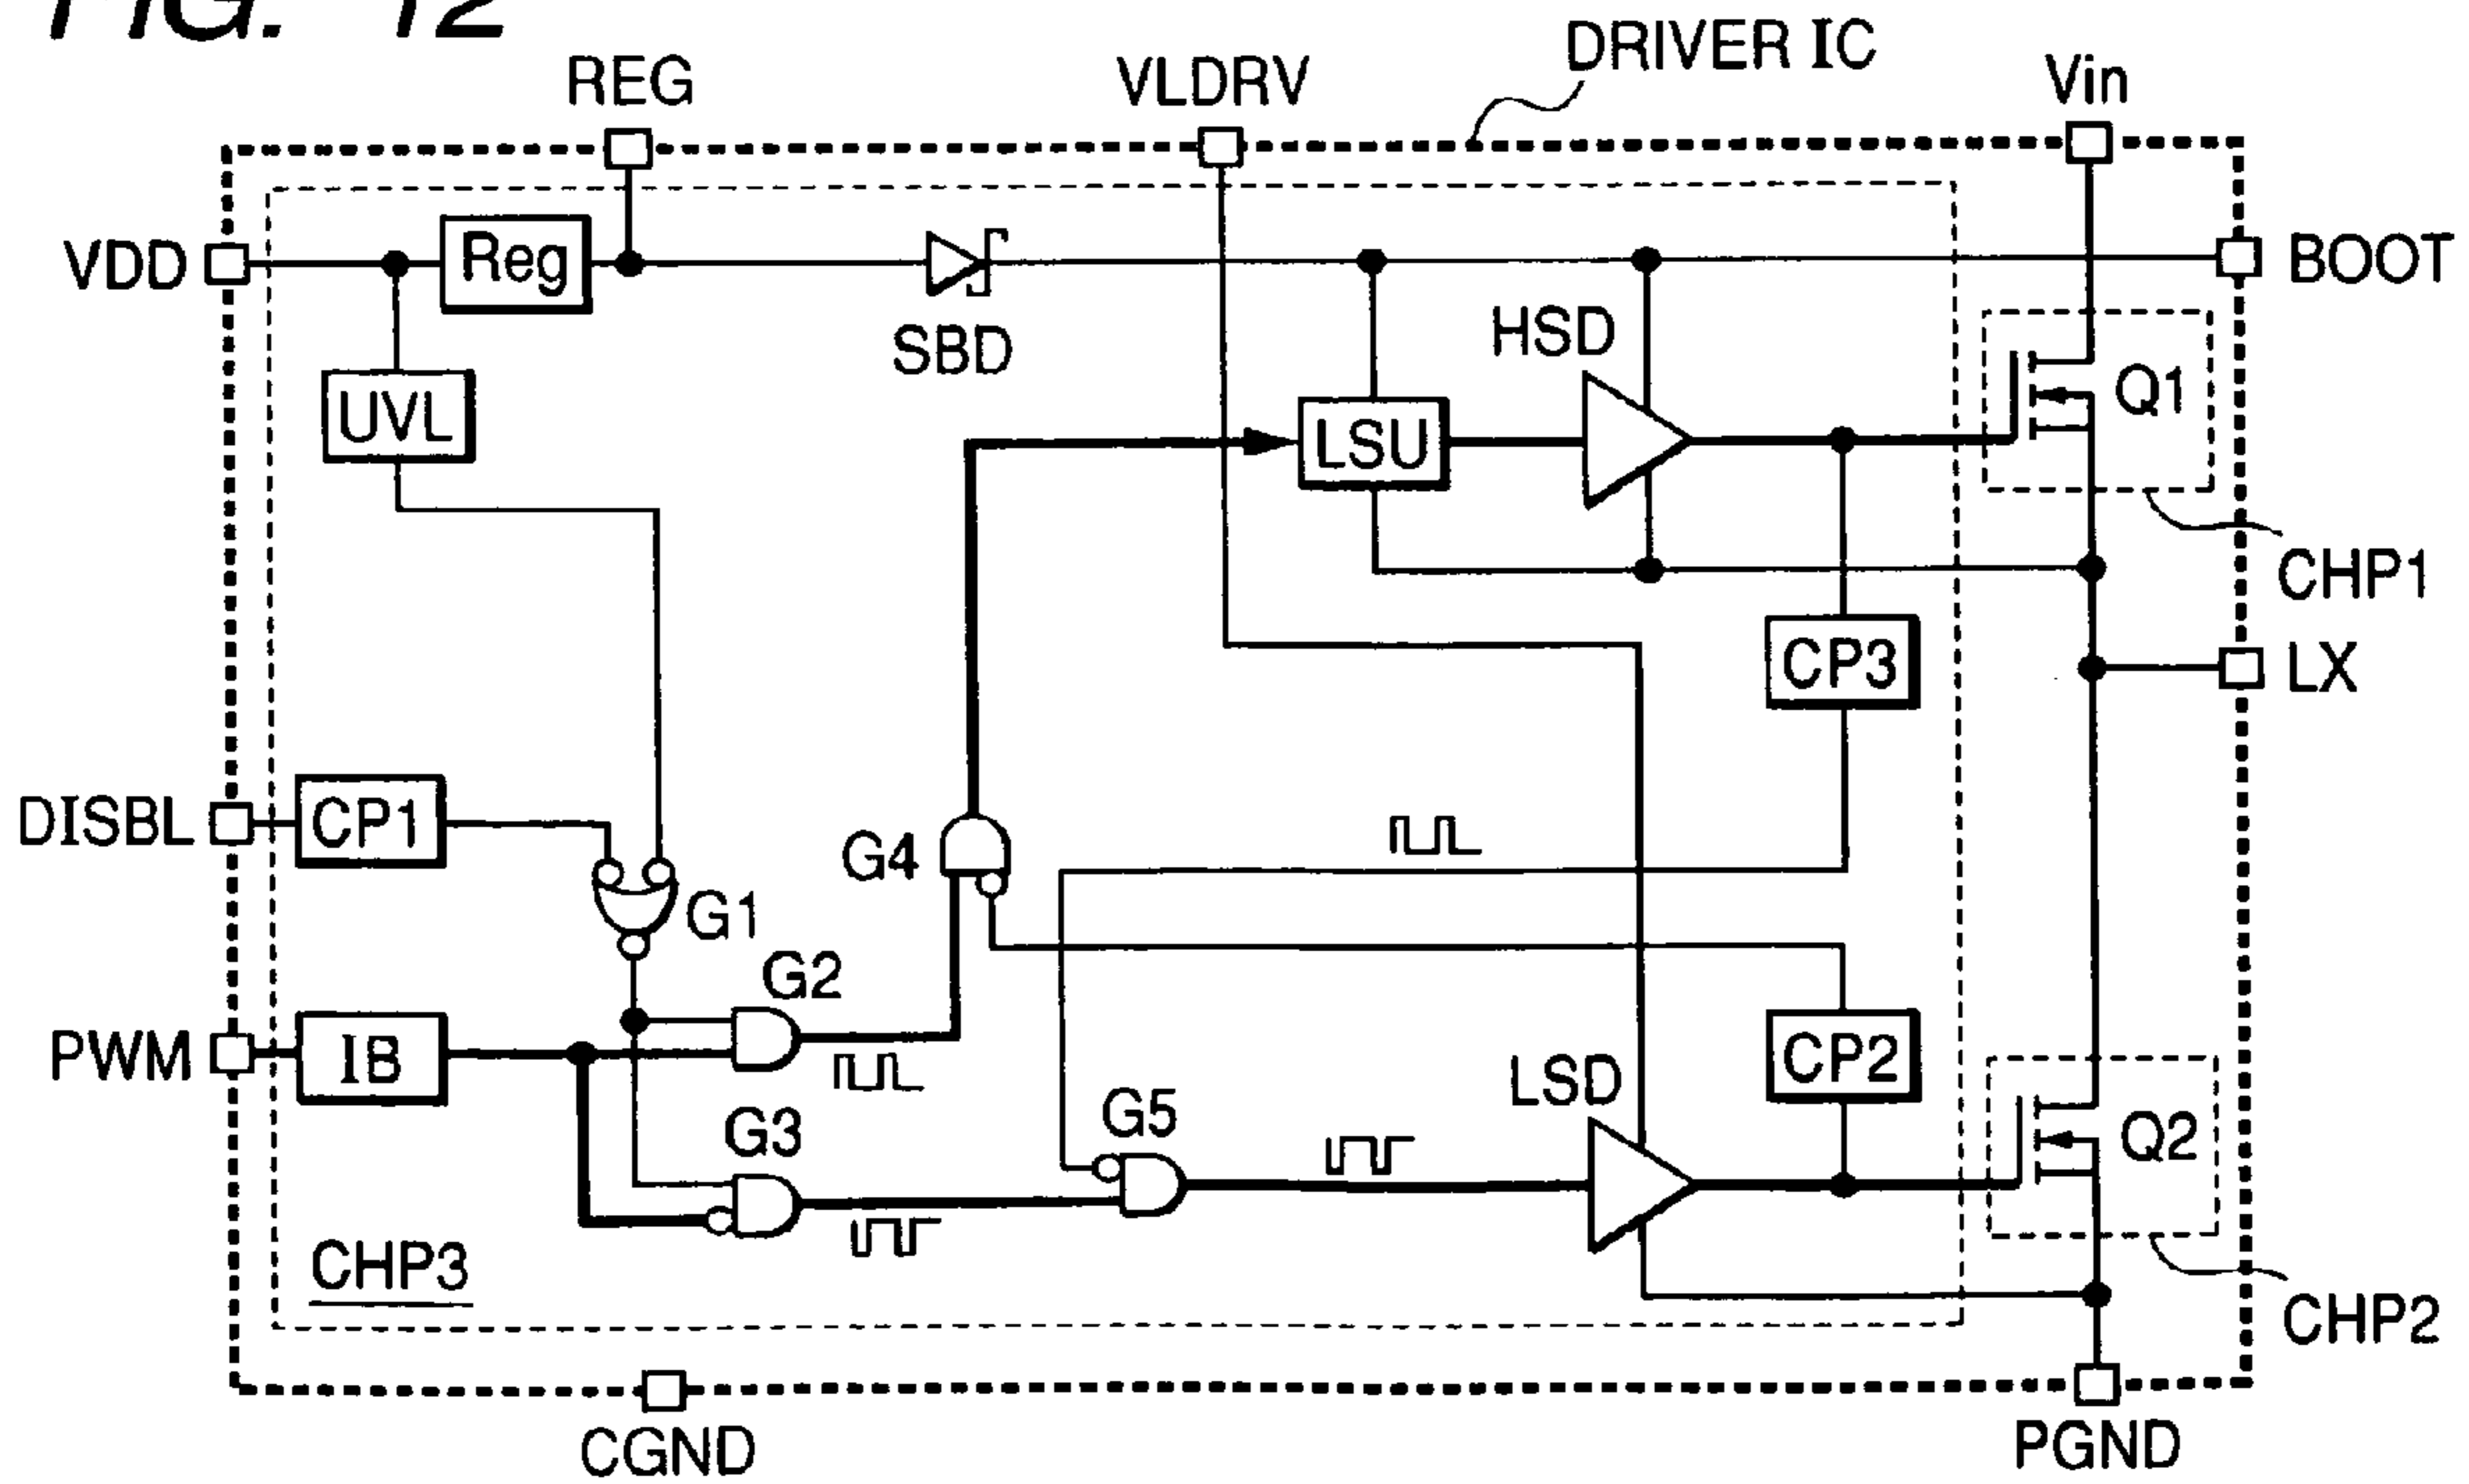 FIG. 12
DRIVER IC
REG
VLDRV
Vin
VDD
Reg
BOOT
SBD
HSD
UVL
LSU
Q1
CHP1
CP3
LX
DISBL
CP1
G4
G1
G2
PWM
IB
CP2
LSD
G5
G3
Q2
CHP3
CHP2
CGND
PGND